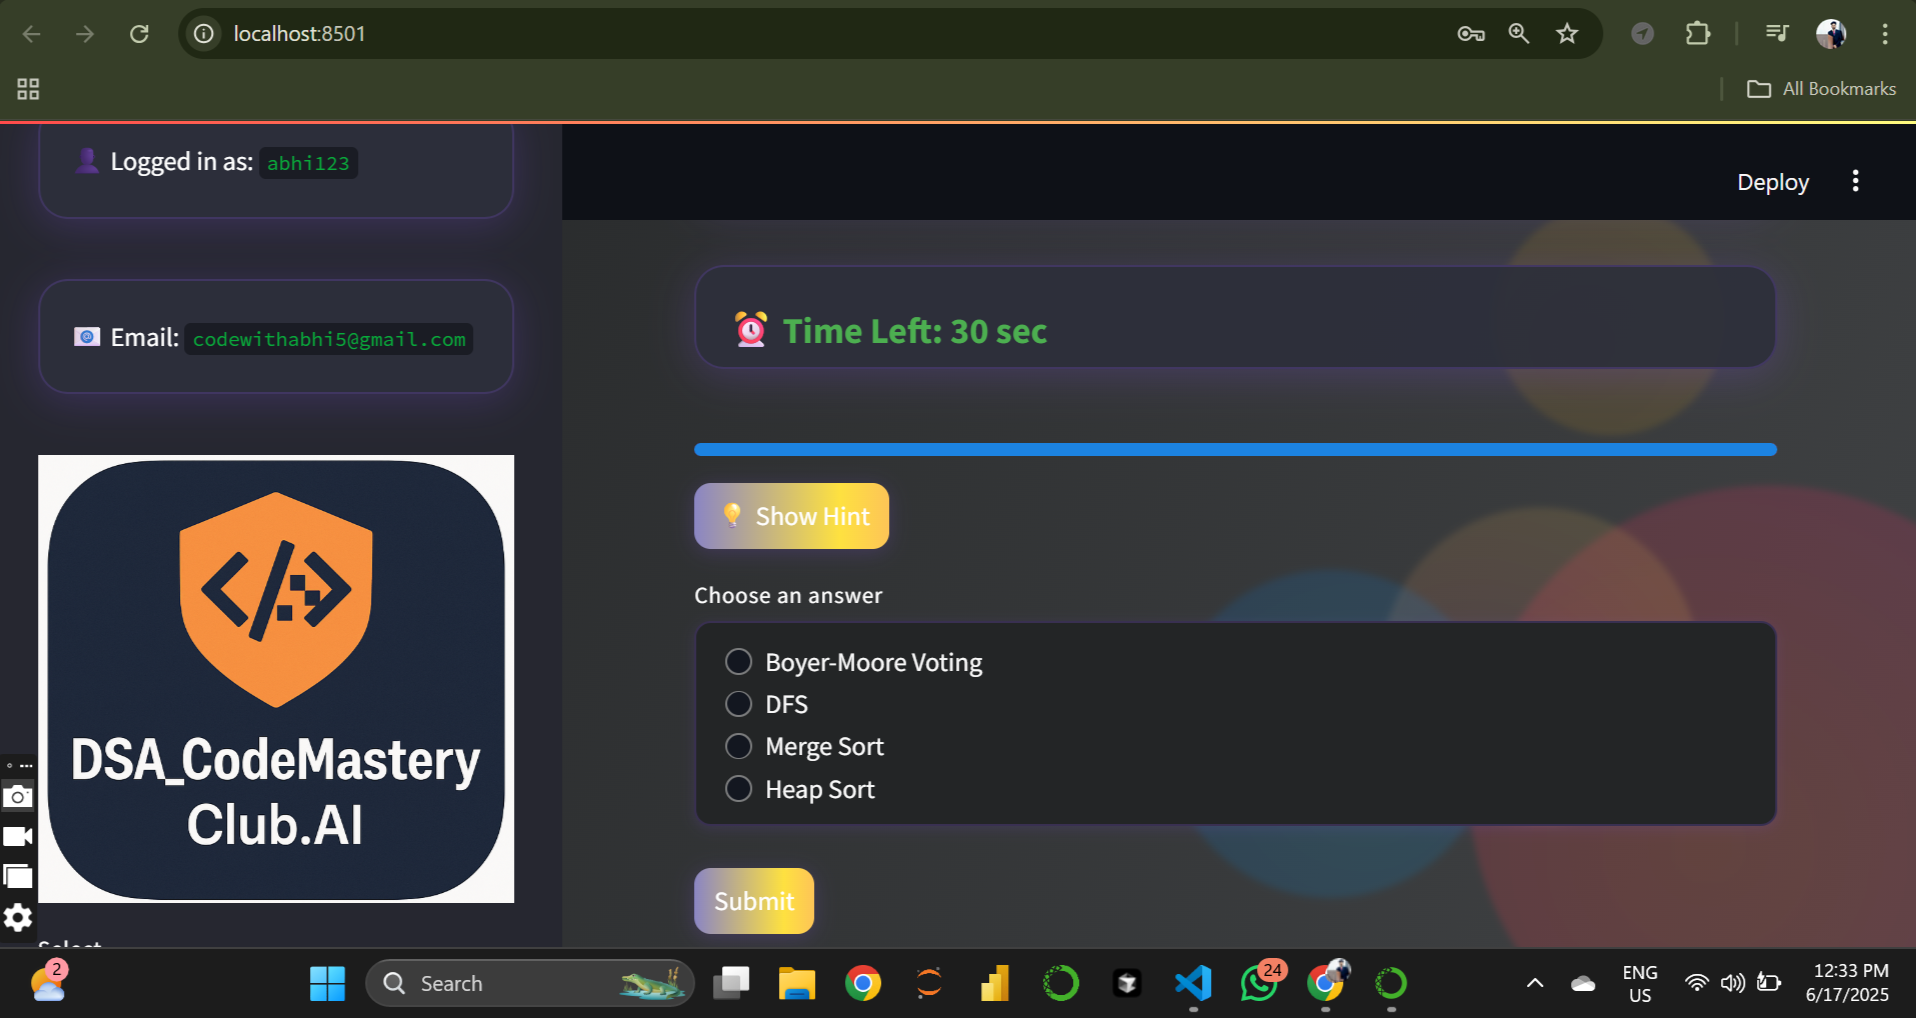 localhost:8501
All Bookmarks
Logged in as: abhi123
Deploy
Email: codewithabhi5@gmail.com
Time Left: 30 sec
Show Hint
Choose an answer
Boyer-Moore Voting
DFS
Merge Sort
Heap Sort
Submit
DSA_CodeMastery
Club.AI
Select
2
Search
24
ENG
US
12:33 PM
6/17/2025